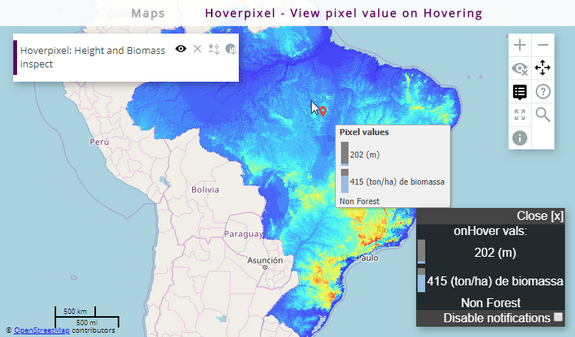 Maps
Hoverpixel - View pixel value on Hovering
Hoverpixel: Height and Biomass
inspect
Perú
Bolivia
Paraguay
Asunción
Pixel values
202 (m)
415 (ton/ha) de biomassa
Non Forest
Close [x]
onHover vals:
202 (m)
415 (ton/ha) de biomassa
Non Forest
Disable notifications
Paulo
500 km
500 mi
© OpenStreetMap contributors